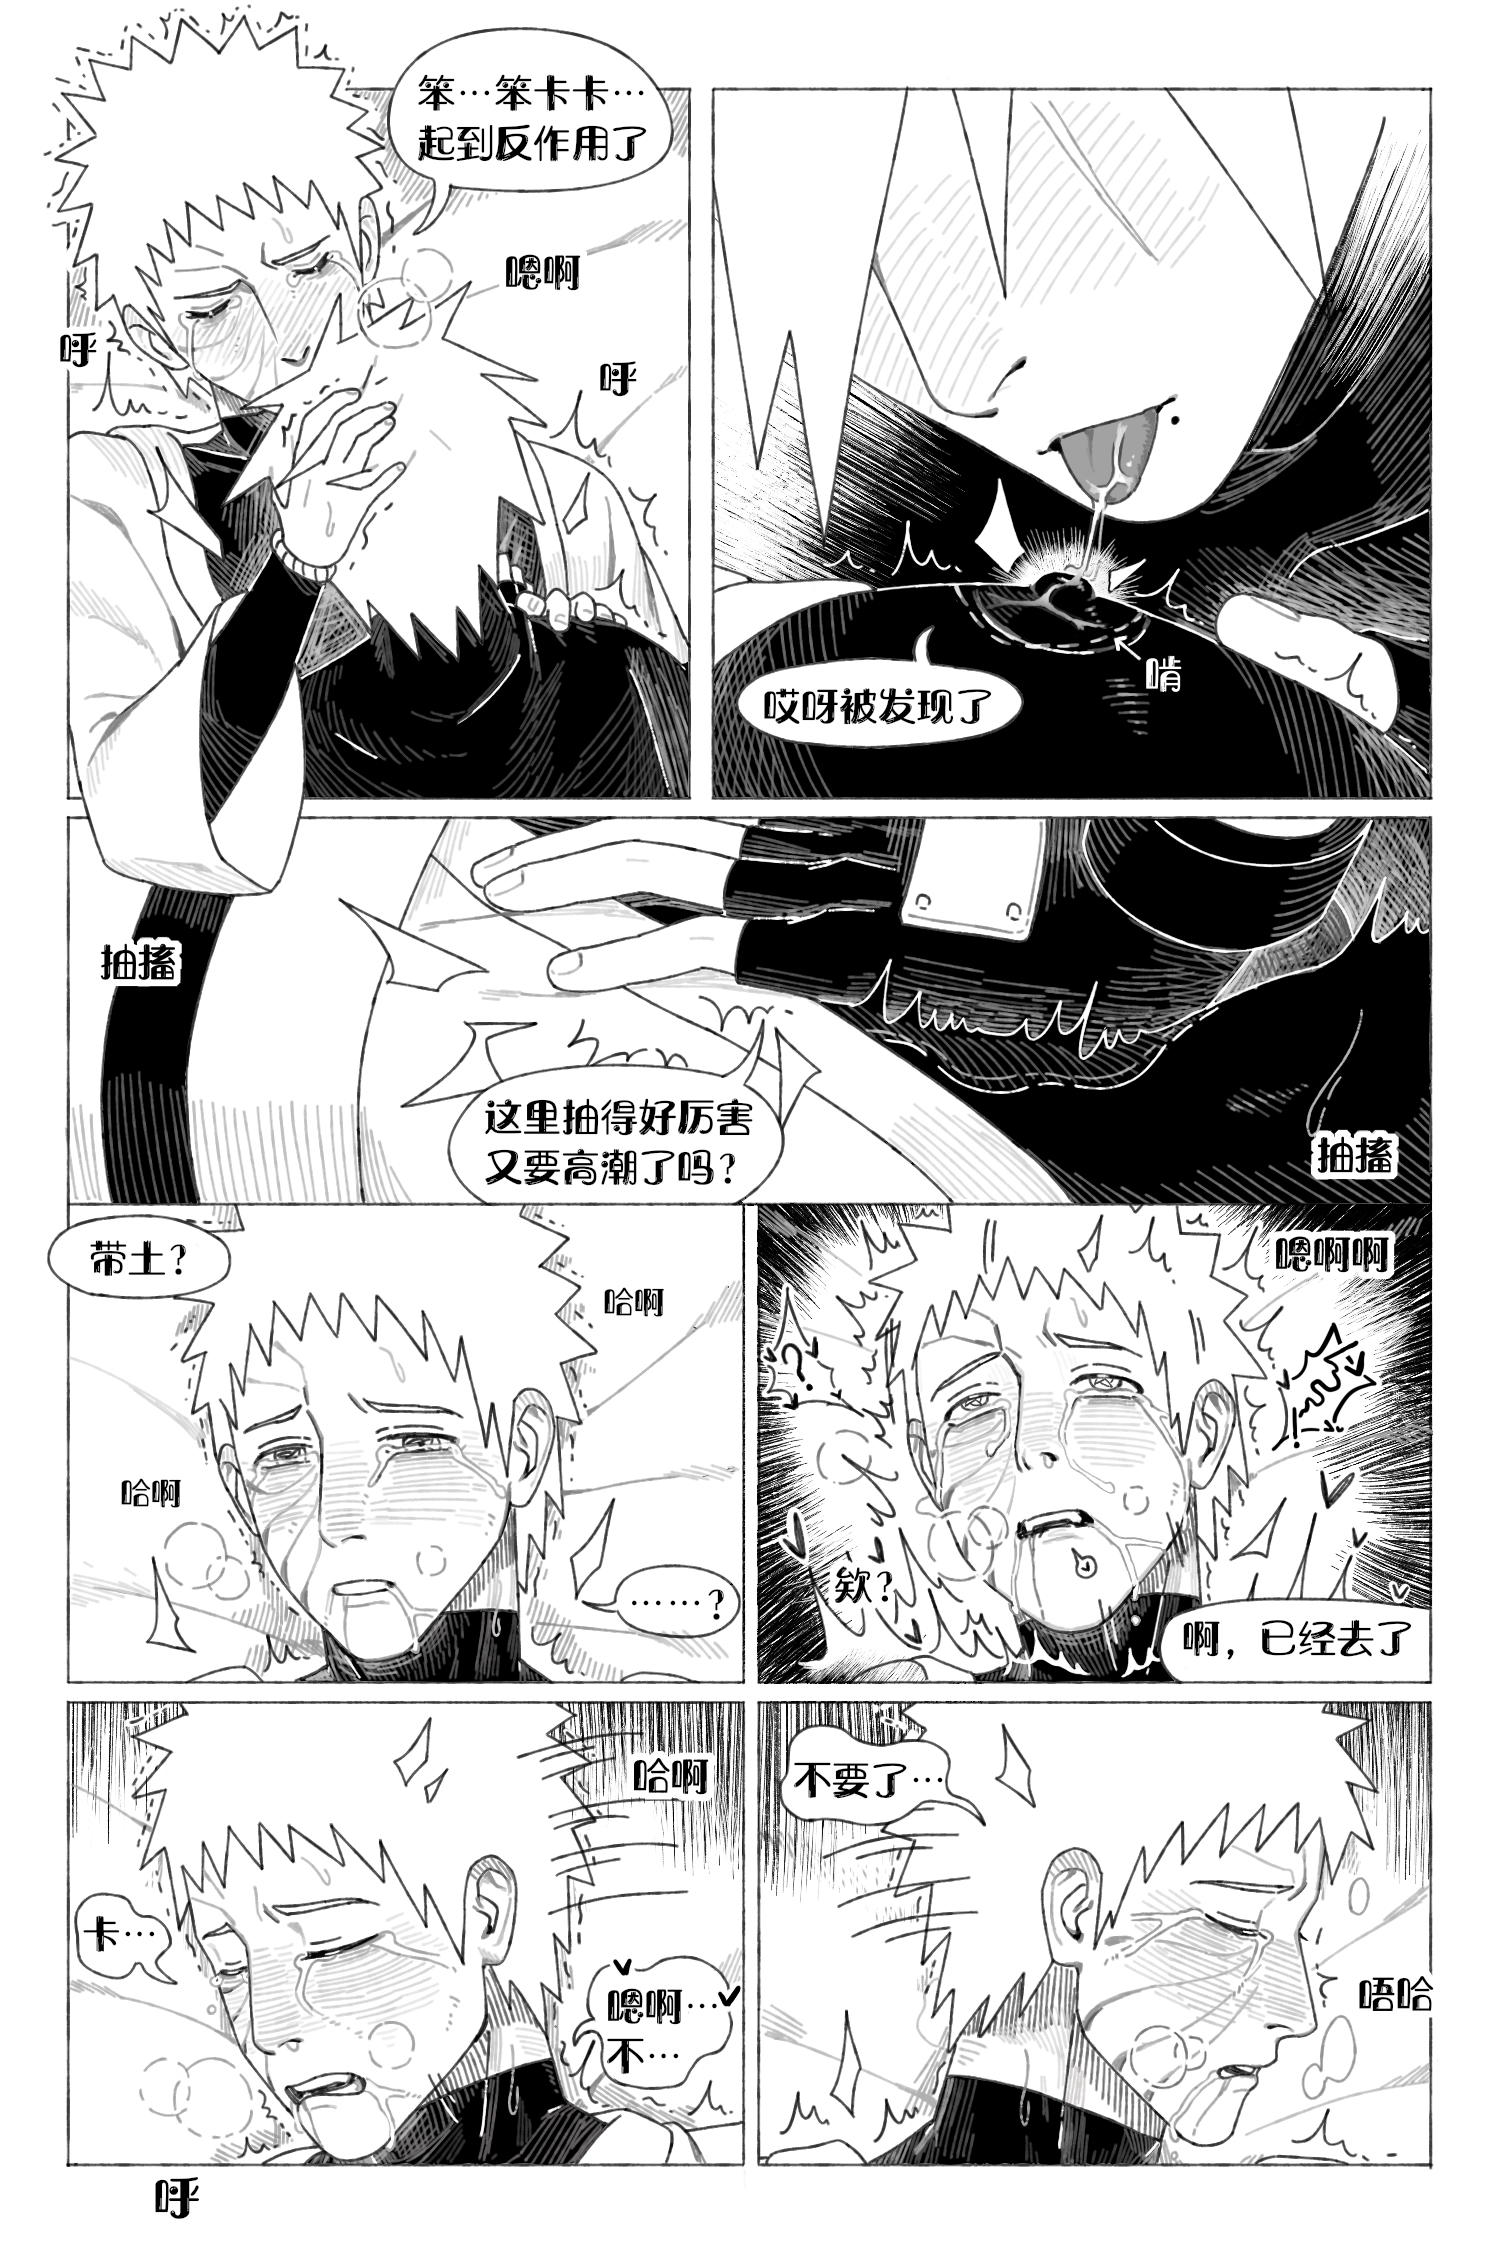 笨…笨卡卡…
起到反作用了
嗯啊
呼
呼
哎呀被发现了
啃
抽搐
这里抽得好厉害
又要高潮了吗？
抽搐
带土？
哈啊
哈啊
……？
嗯啊啊
？
！
欸？
啊，已经去了
哈啊
卡…
嗯啊…
不…
呼
不要了…
唔哈